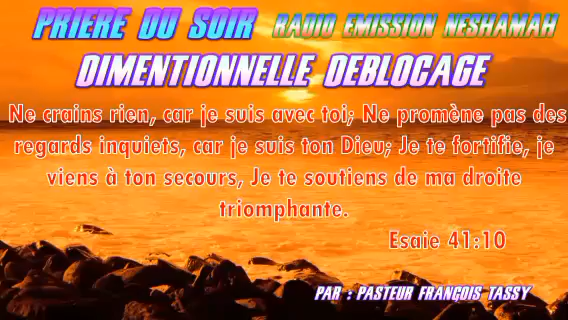 PRIERE DU SOIR RADIO EMISSION NESHAMAH
DIMENTIONNELLE DEBLOCAGE
Ne crains rien, car je suis avec toi; Ne promène pas des
regards inquiets, car je suis ton Dieu; Je te fortifie, je
viens à ton secours, Je te soutiens de ma droite
triomphante.
Esaie 41:10
PAR : PASTEUR FRANÇOIS TASSY